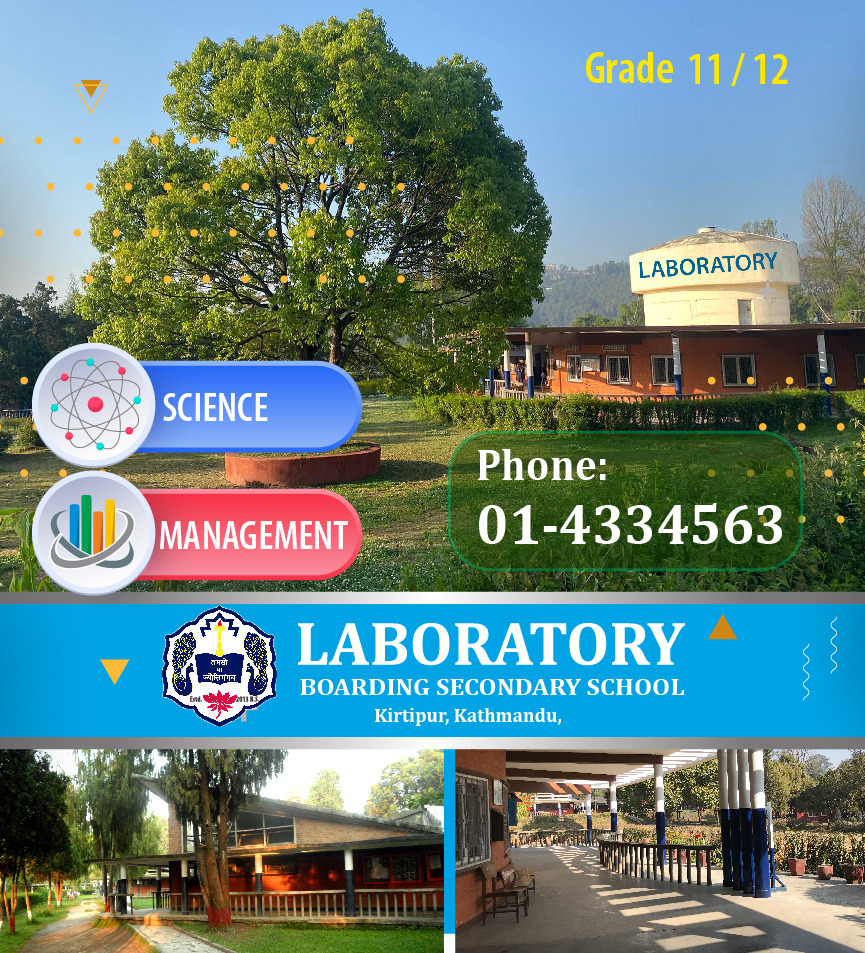 Grade 11 / 12
LABORATORY
SCIENCE
MANAGEMENT
Phone:
01-4334563
तमसो
मा
ज्योतिर्गमय
Estd. 2013 B.S.
LABORATORY
BOARDING SECONDARY SCHOOL
Kirtipur, Kathmandu,